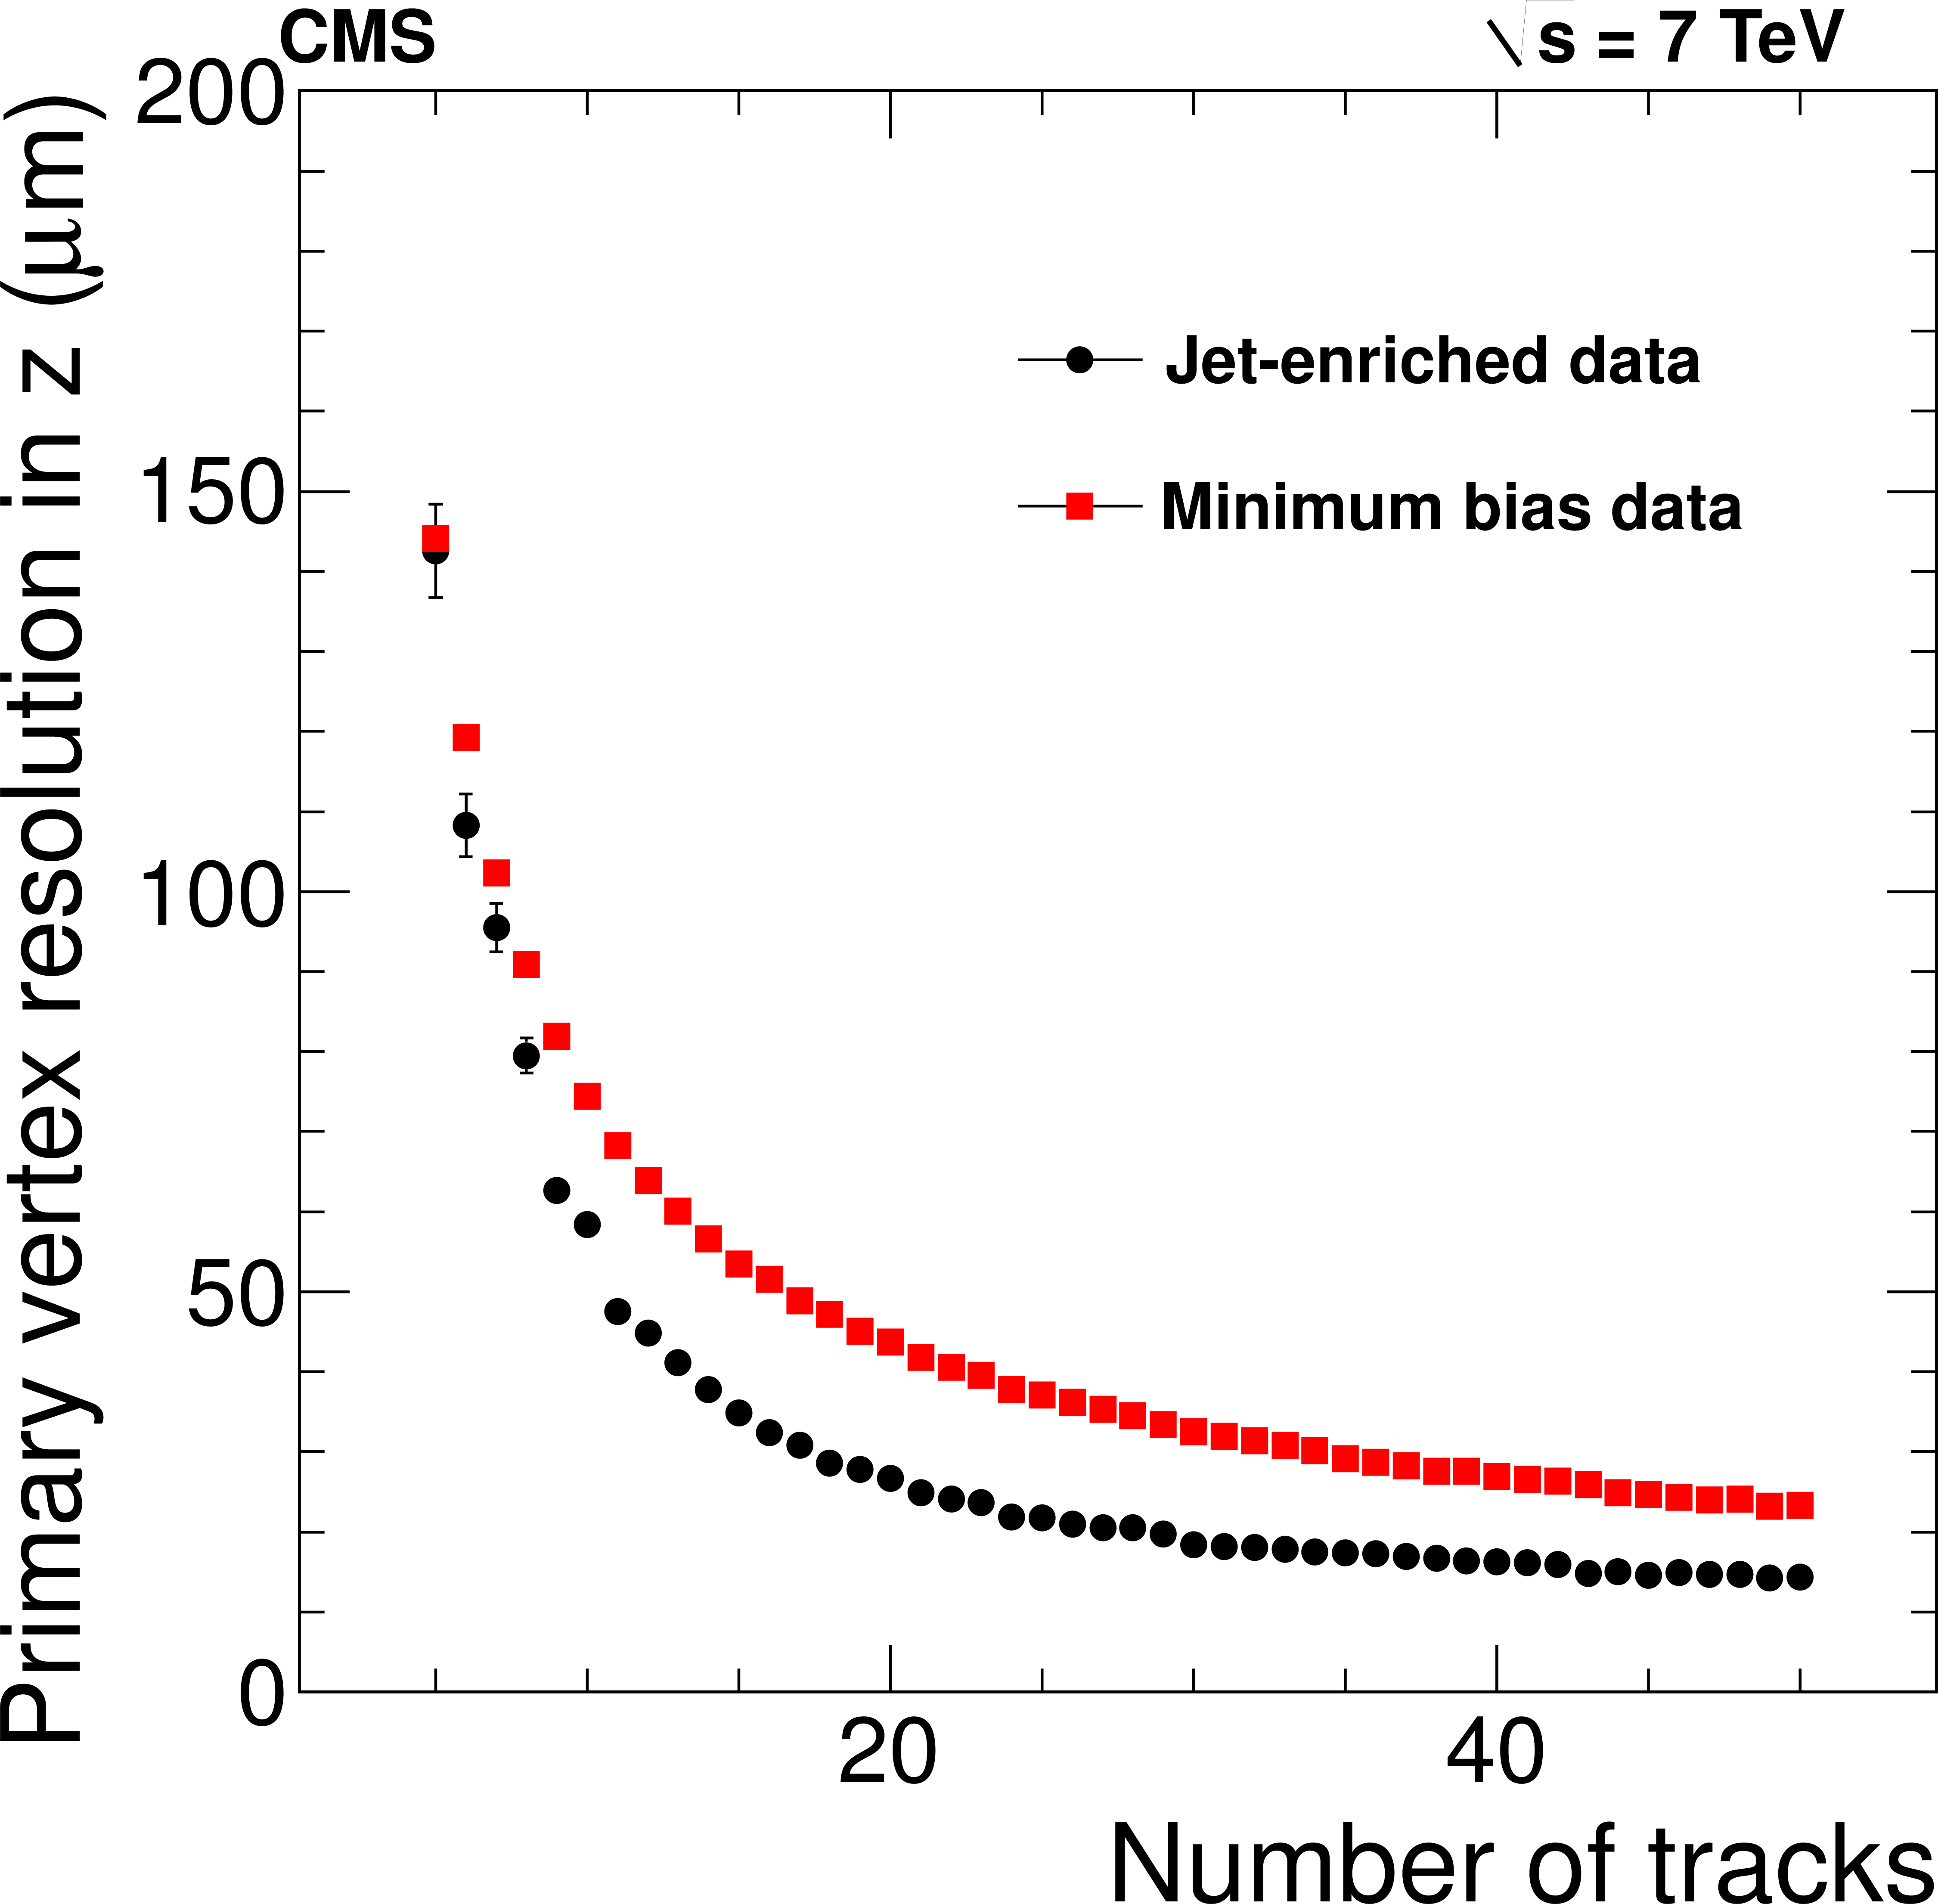 CMS
√s = 7 TeV
Primary vertex resolution in z (μm)
200
150
100
50
0
Jet-enriched data
Minimum bias data
20
40
Number of tracks